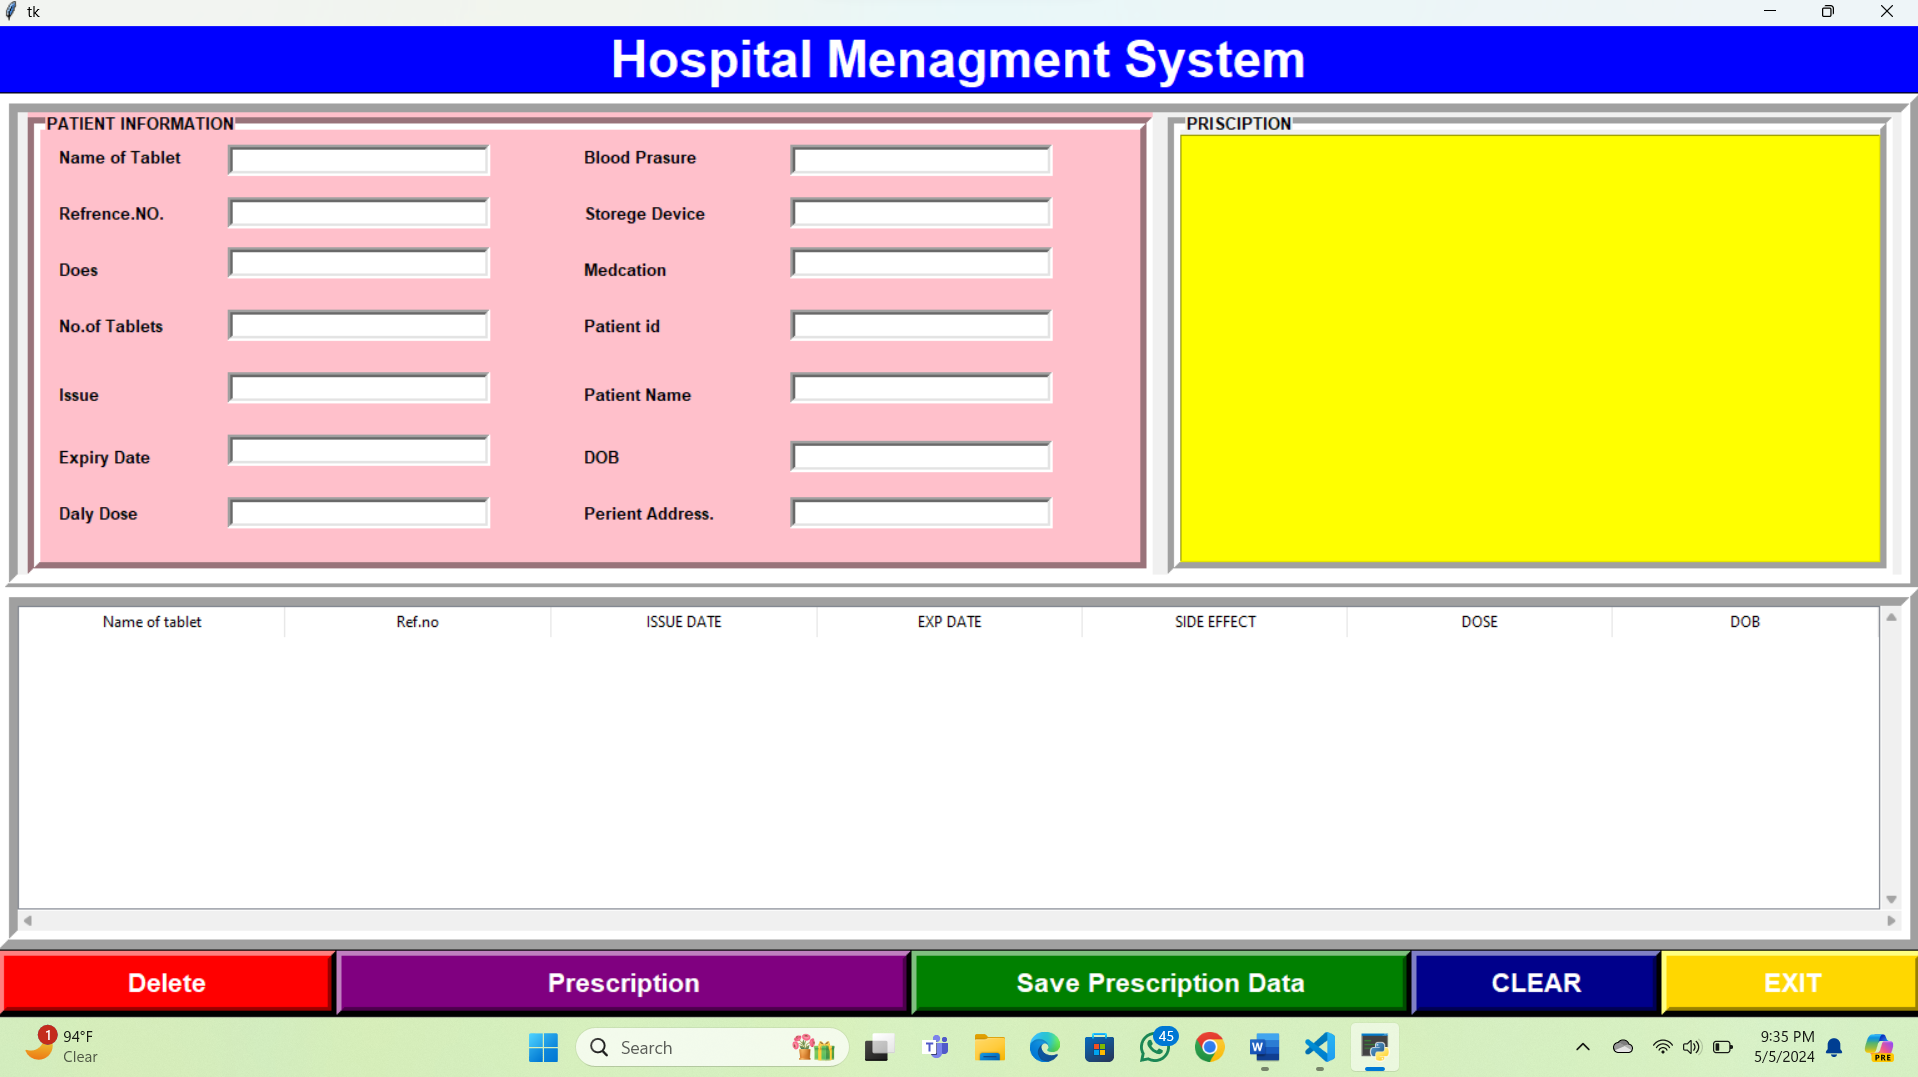 tk
Hospital Menagment System
PATIENT INFORMATION
PRISCIPTION
Name of Tablet
Blood Prasure
Refrence.NO.
Storege Device
Does
Medcation
No.of Tablets
Patient id
Issue
Patient Name
Expiry Date
DOB
Daly Dose
Perient Address.
Name of tablet Ref.no ISSUE DATE EXP DATE SIDE EFFECT DOSE DOB
Delete Prescription Save Prescription Data CLEAR EXIT
1 94°F
Clear
Search
45
9:35 PM
5/5/2024
PRE